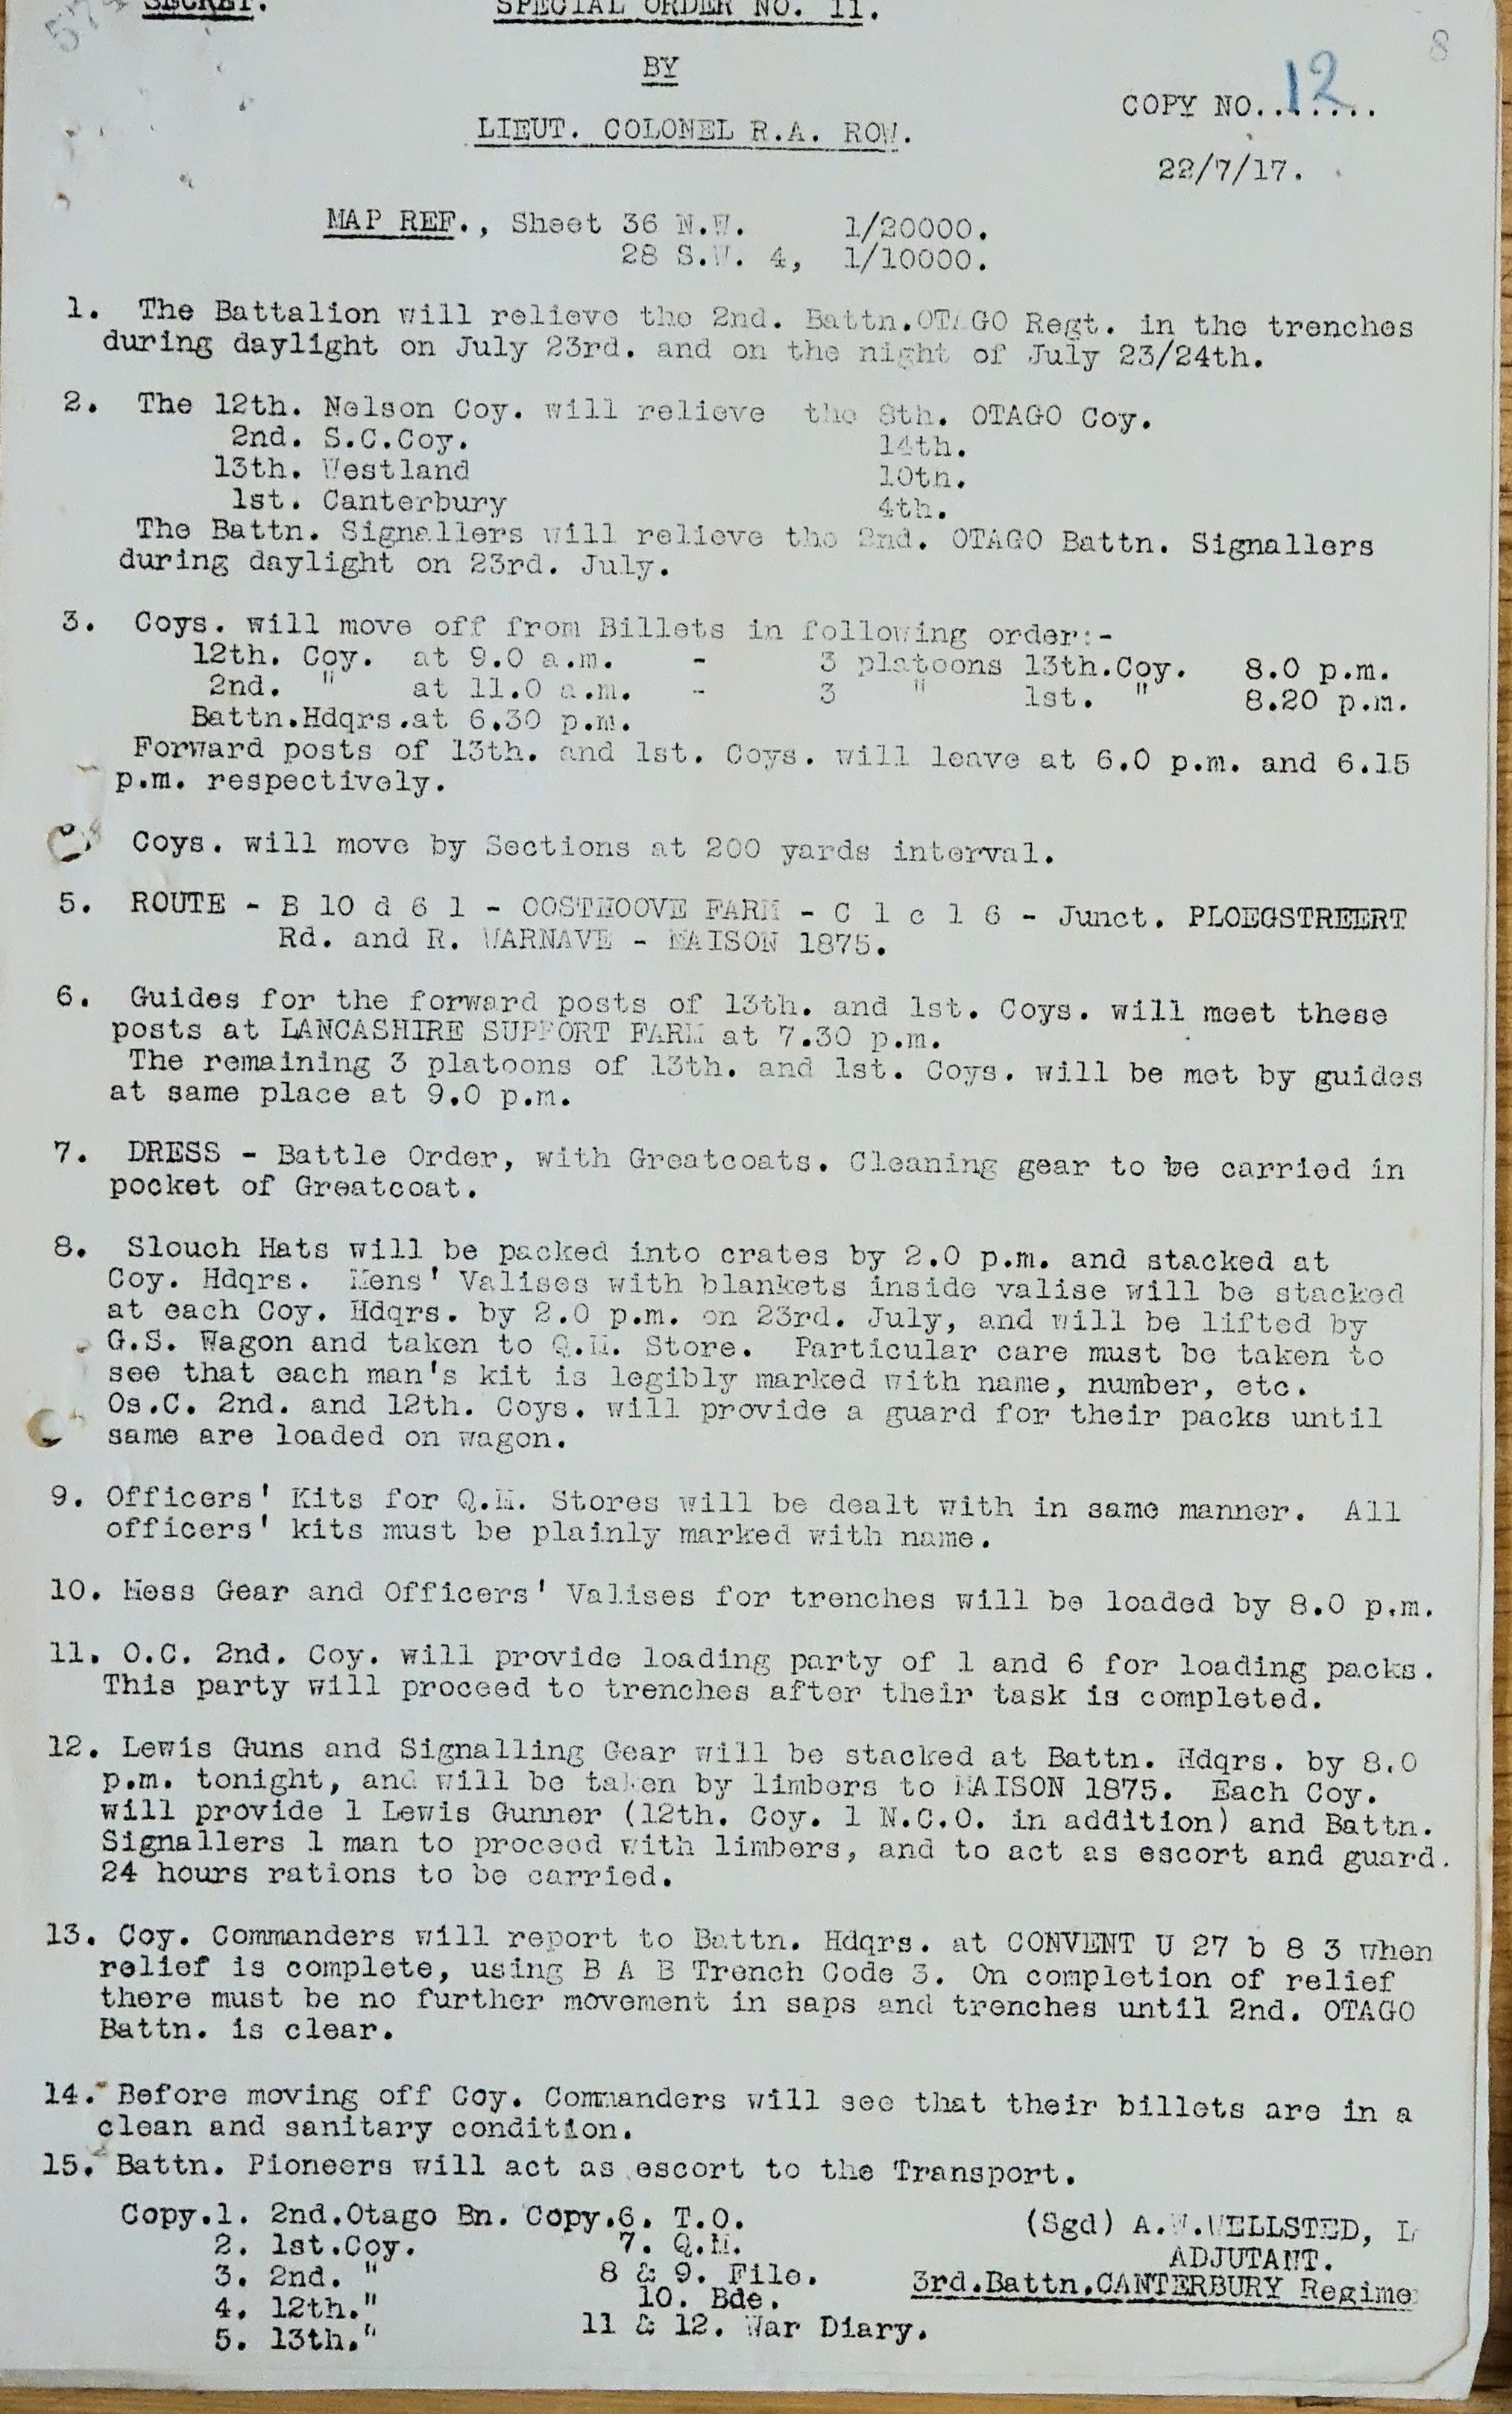 SECRET.
SPECIAL ORDER NO. 11.
8
BY
COPY NO..12....
LIEUT. COLONEL R.A. ROW.
22/7/17.
MAP REF., Sheet 36 N.W. 1/20000.
28 S.W. 4, 1/10000.
1. The Battalion will relieve the 2nd. Battn.OTAGO Regt. in the trenches
during daylight on July 23rd. and on the night of July 23/24th.
2. The 12th. Nelson Coy. will relieve the 8th. OTAGO Coy.
2nd. S.C.Coy. 14th.
13th. Westland 10tn.
1st. Canterbury 4th.
The Battn. Signallers will relieve the 2nd. OTAGO Battn. Signallers
during daylight on 23rd. July.
3. Coys. will move off from Billets in following order:-
12th. Coy. at 9.0 a.m. - 3 platoons 13th.Coy. 8.0 p.m.
2nd. " at 11.0 a.m. - 3 " 1st. " 8.20 p.m.
Battn.Hdqrs.at 6.30 p.m.
Forward posts of 13th. and 1st. Coys. will leave at 6.0 p.m. and 6.15
p.m. respectively.
Coys. will move by Sections at 200 yards interval.
5. ROUTE - B 10 d 6 1 - OOSTHOOVE FARM - C 1 c 1 6 - Junct. PLOEGSTREERT
Rd. and R. WARNAVE - MAISON 1875.
6. Guides for the forward posts of 13th. and 1st. Coys. will meet these
posts at LANCASHIRE SUPPORT FARM at 7.30 p.m.
The remaining 3 platoons of 13th. and 1st. Coys. will be met by guides
at same place at 9.0 p.m.
7. DRESS - Battle Order, with Greatcoats. Cleaning gear to be carried in
pocket of Greatcoat.
8. Slouch Hats will be packed into crates by 2.0 p.m. and stacked at
Coy. Hdqrs. Mens' Valises with blankets inside valise will be stacked
at each Coy. Hdqrs. by 2.0 p.m. on 23rd. July, and will be lifted by
G.S. Wagon and taken to Q.M. Store. Particular care must be taken to
see that each man's kit is legibly marked with name, number, etc.
Os.C. 2nd. and 12th. Coys. will provide a guard for their packs until
same are loaded on wagon.
9. Officers' Kits for Q.M. Stores will be dealt with in same manner. All
officers' kits must be plainly marked with name.
10. Mess Gear and Officers' Valises for trenches will be loaded by 8.0 p.m.
11. O.C. 2nd. Coy. will provide loading party of 1 and 6 for loading packs.
This party will proceed to trenches after their task is completed.
12. Lewis Guns and Signalling Gear will be stacked at Battn. Hdqrs. by 8.0
p.m. tonight, and will be taken by limbers to MAISON 1875. Each Coy.
will provide 1 Lewis Gunner (12th. Coy. 1 N.C.O. in addition) and Battn.
Signallers 1 man to proceed with limbers, and to act as escort and guard.
24 hours rations to be carried.
13. Coy. Commanders will report to Battn. Hdqrs. at CONVENT U 27 b 8 3 when
relief is complete, using B A B Trench Code 3. On completion of relief
there must be no further movement in saps and trenches until 2nd. OTAGO
Battn. is clear.
14. Before moving off Coy. Commanders will see that their billets are in a
clean and sanitary condition.
15. Battn. Pioneers will act as escort to the Transport.
Copy.1. 2nd.Otago Bn. Copy.6. T.O. (Sgd) A.W.WELLSTED, L
2. 1st.Coy. 7. Q.M. ADJUTANT.
3. 2nd. " 8 & 9. File. 3rd.Battn.CANTERBURY Regime
4. 12th." 10. Bde.
5. 13th." 11 & 12. War Diary.